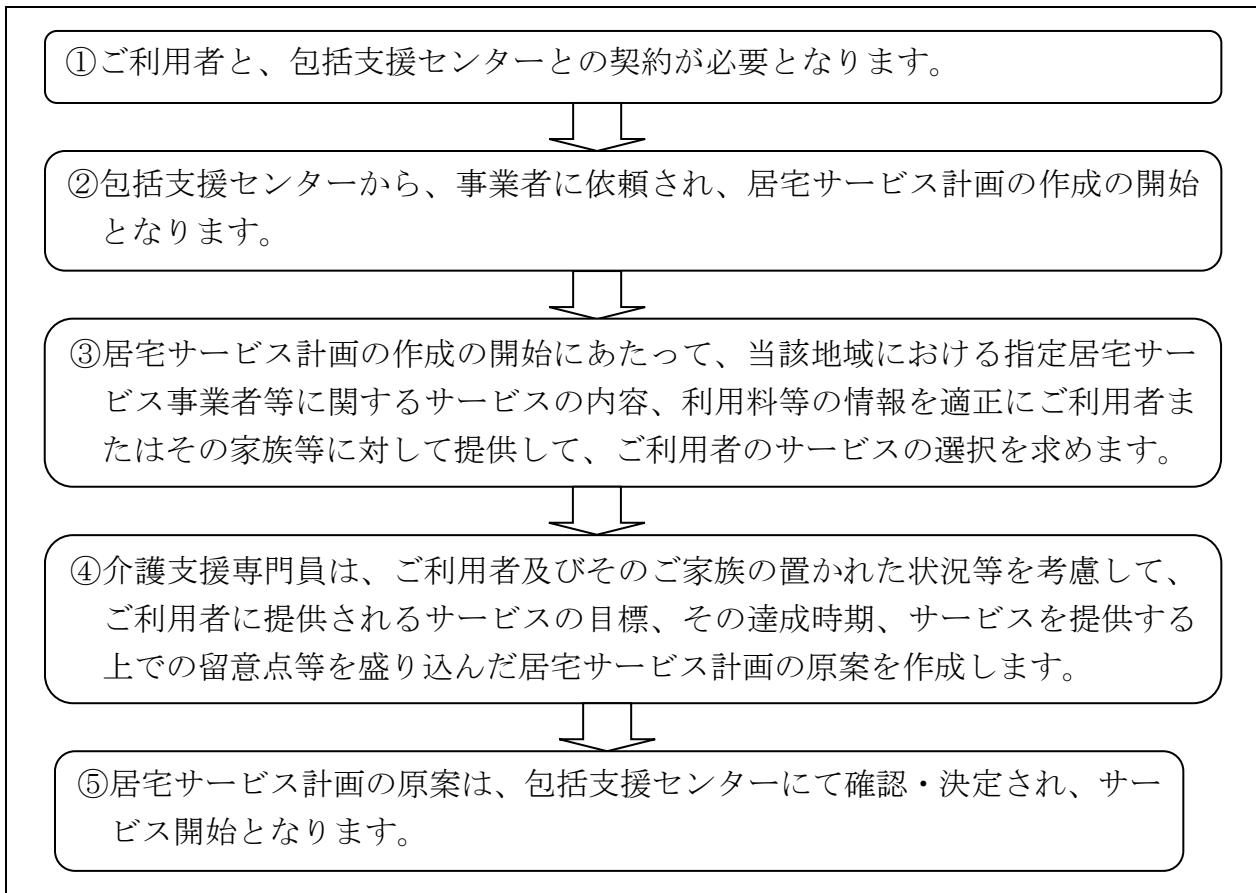 ①ご利用者と、包括支援センターとの契約が必要となります。
②包括支援センターから、事業者に依頼され、居宅サービス計画の作成の開始
となります。
③居宅サービス計画の作成の開始にあたって、当該地域における指定居宅サー
ビス事業者等に関するサービスの内容、利用料等の情報を適正にご利用者ま
たはその家族等に対して提供して、ご利用者のサービスの選択を求めます。
④介護支援専門員は、ご利用者及びそのご家族の置かれた状況等を考慮して、
ご利用者に提供されるサービスの目標、その達成時期、サービスを提供する
上での留意点等を盛り込んだ居宅サービス計画の原案を作成します。
⑤居宅サービス計画の原案は、包括支援センターにて確認・決定され、サー
ビス開始となります。